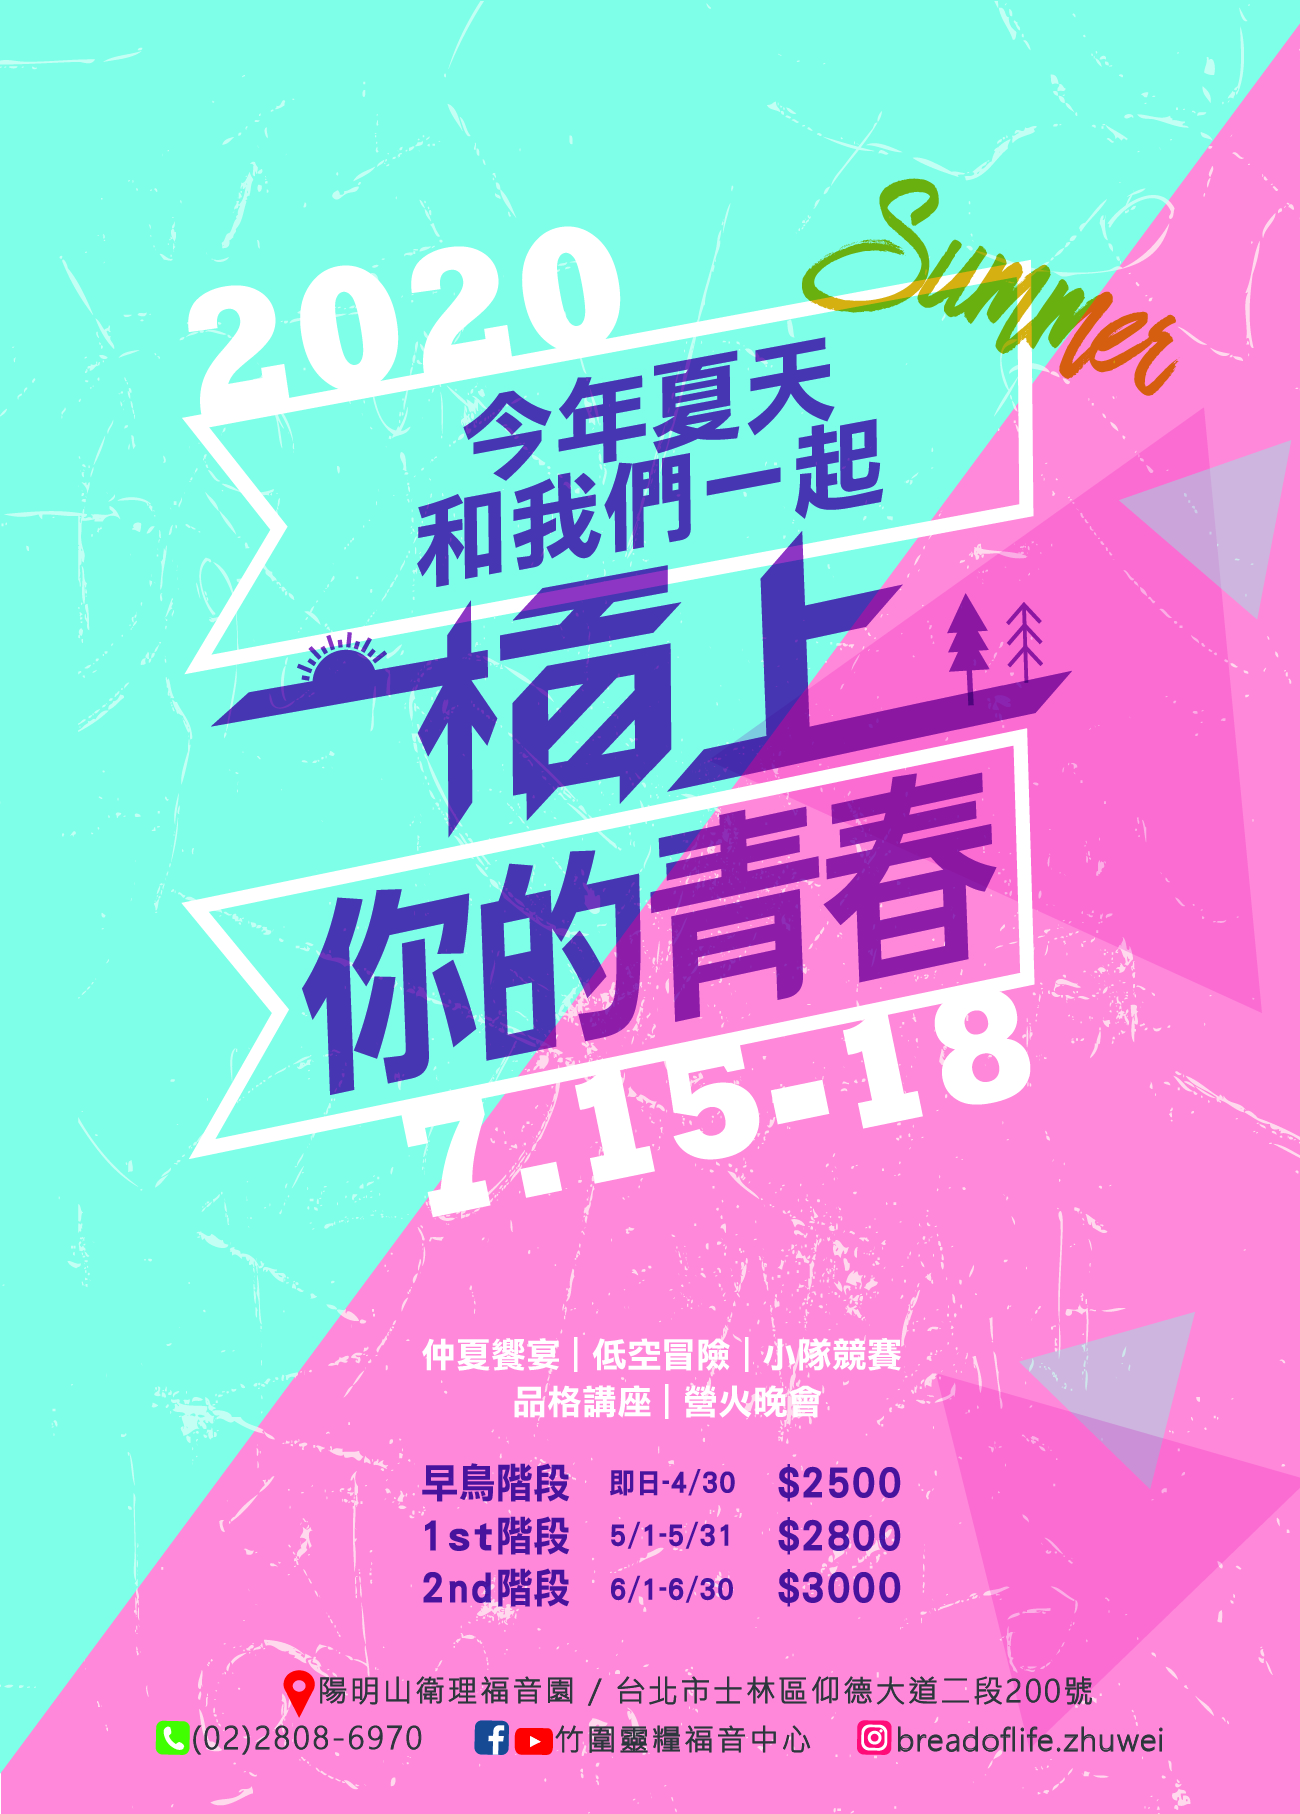 2020
Summer
今年夏天
和我們一起
槓上
你的青春
7.15-18
仲夏饗宴｜低空冒險｜小隊競賽
品格講座｜營火晚會
早鳥階段 即日-4/30 $2500
1st階段 5/1-5/31 $2800
2nd階段 6/1-6/30 $3000
陽明山衛理福音園 / 台北市士林區仰德大道二段200號
(02)2808-6970 竹圍靈糧福音中心 breadoflife.zhuwei